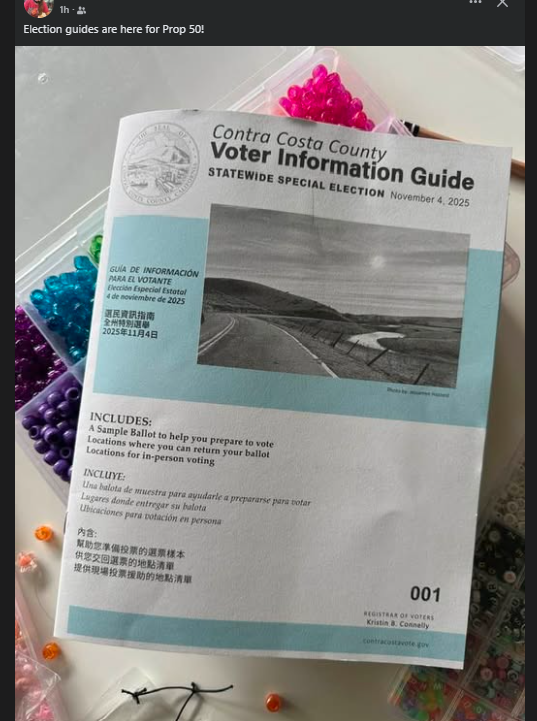 1h ·
Election guides are here for Prop 50!
Contra Costa County
Voter Information Guide
STATEWIDE SPECIAL ELECTION November 4, 2025
GUÍA DE INFORMACIÓN
PARA EL VOTANTE
Elección Especial Estatal
4 de noviembre de 2025
選民資訊指南
全州特別選舉
2025年11月4日
Photo by:
INCLUDES:
A Sample Ballot to help you prepare to vote
Locations where you can return your ballot
Locations for in-person voting
INCLUYE:
Una balota de muestra para ayudarle a prepararse para votar
Lugares donde entregar su balota
Ubicaciones para votación en persona
內含:
幫助您準備投票的選票樣本
供您交回選票的地點清單
提供現場投票援助的地點清單
001
REGISTRAR OF VOTERS
Kristin B. Connelly
contracostavote.gov